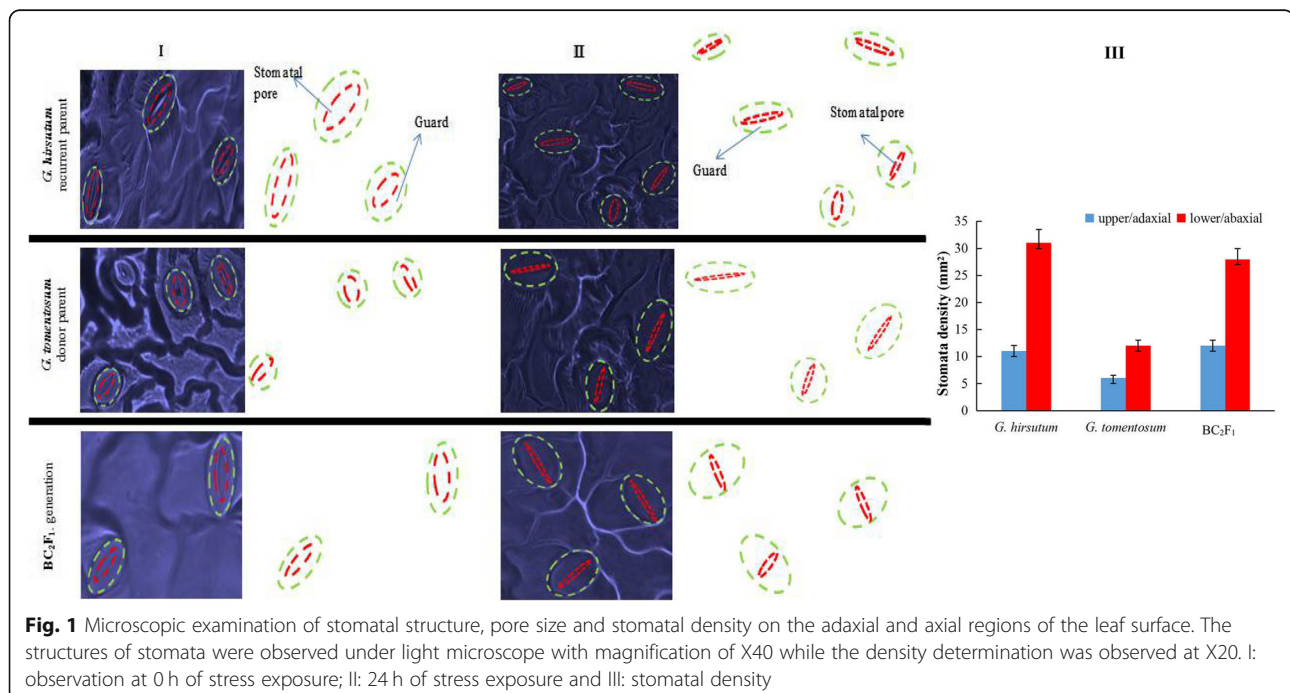 I
II
III
G. hirsutum
recurrent parent
Stomatal
pore
Guard
Guard
Stomatal pore
G. tomentosum
donor parent
BC₂F₁. generation
upper/adaxial
lower/abaxial
Stomata density (mm²)
35
30
25
20
15
10
5
0
G. hirsutum
G. tomentosum
BC₂F₁
Fig. 1 Microscopic examination of stomatal structure, pore size and stomatal density on the adaxial and axial regions of the leaf surface. The
structures of stomata were observed under light microscope with magnification of X40 while the density determination was observed at X20. I:
observation at 0 h of stress exposure; II: 24 h of stress exposure and III: stomatal density